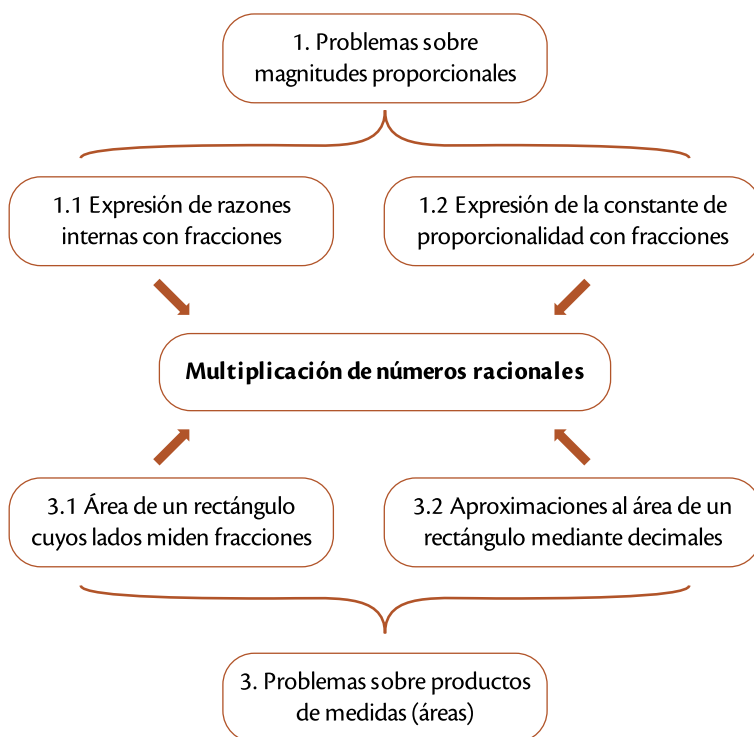 1. Problemas sobre
magnitudes proporcionales
1.1 Expresión de razones
internas con fracciones
1.2 Expresión de la constante de
proporcionalidad con fracciones
Multiplicación de números racionales
3.1 Área de un rectángulo
cuyos lados miden fracciones
3.2 Aproximaciones al área de un
rectángulo mediante decimales
3. Problemas sobre productos
de medidas (áreas)